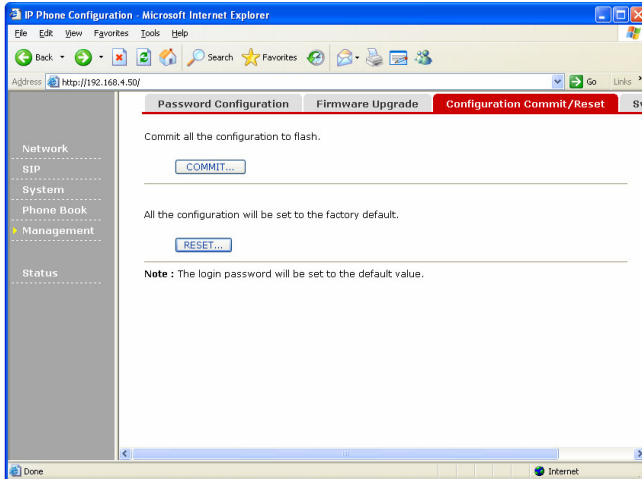 IP Phone Configuration - Microsoft Internet Explorer
File Edit View Favorites Tools Help
Back Search Favorites
Address http://192.168.4.50/ Go Links
Password Configuration Firmware Upgrade Configuration Commit/Reset
Network
SIP
System
Phone Book
Management
Status
Commit all the configuration to flash.
COMMIT...
All the configuration will be set to the factory default.
RESET...
Note : The login password will be set to the default value.
Done Internet